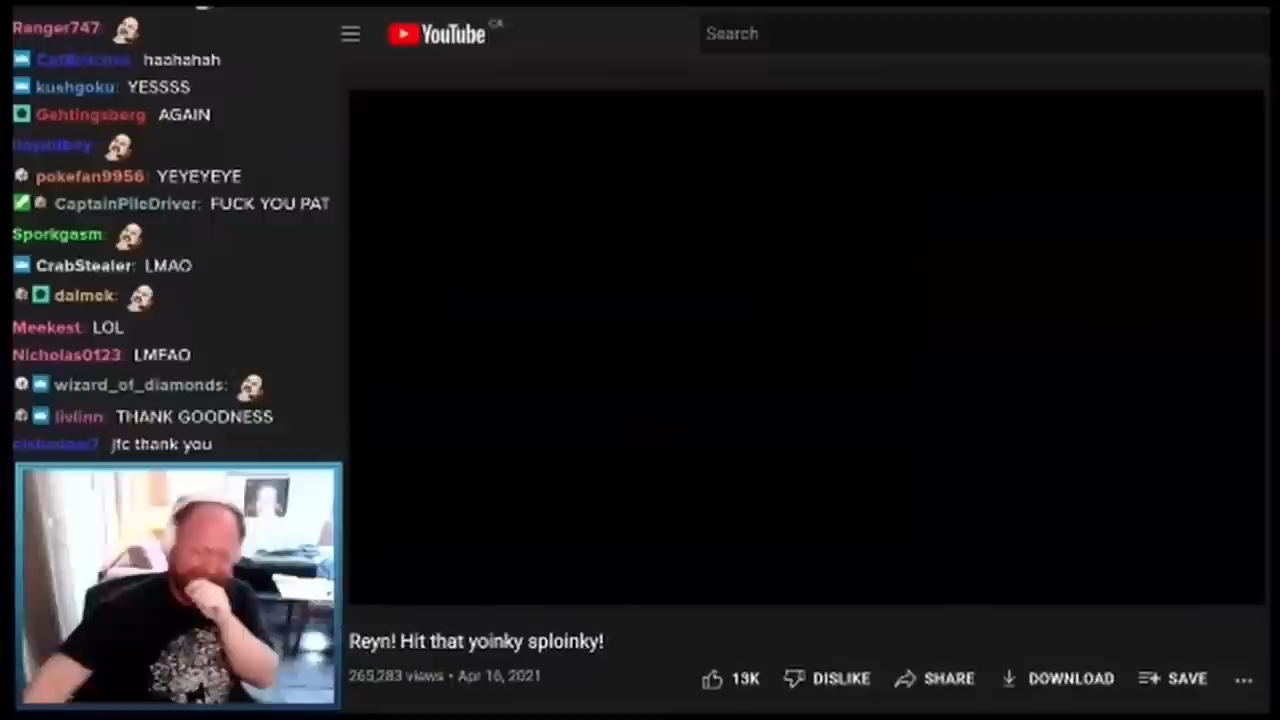 Ranger747:
haahahah
kushgoku: YESSSS
Gehtingsberg AGAIN
pokefan9956: YEYEYEYE
CaptainPileDriver: FUCK YOU PAT
Sporkgasm:
CrabStealer: LMAO
dalmek:
Meekest: LOL
Nicholas0123: LMFAO
wizard_of_diamonds:
livlinn: THANK GOODNESS
jfc thank you
YouTube CA
Search
Reyn! Hit that yoinky sploinky!
265,283 views • Apr 16, 2021
13K DISLIKE SHARE DOWNLOAD SAVE